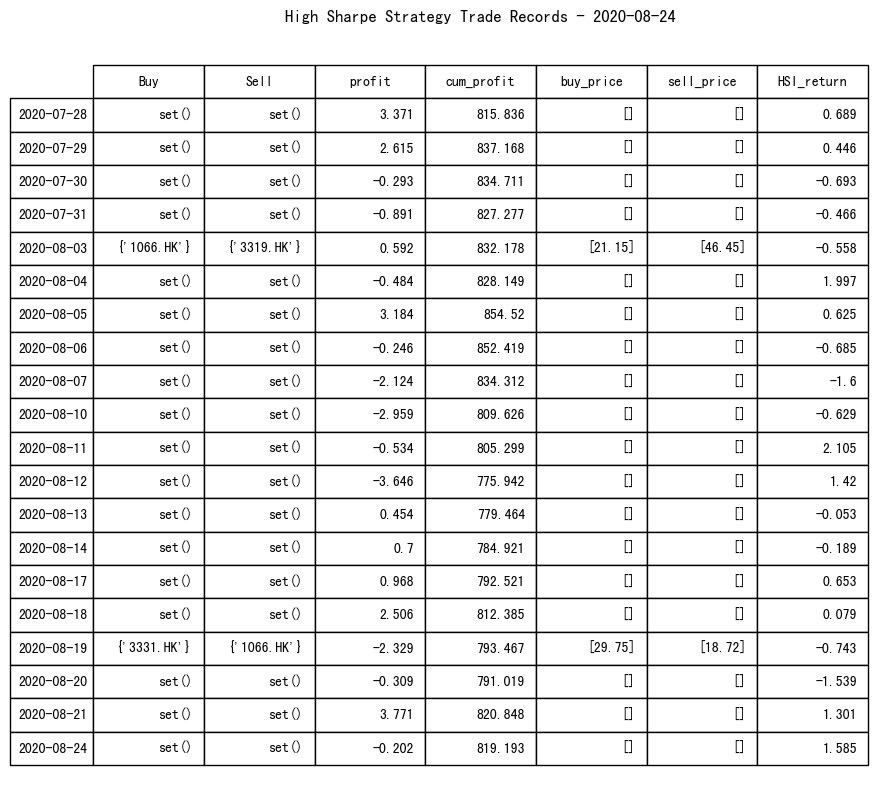 High Sharpe Strategy Trade Records - 2020-08-24
Buy Sell profit cum_profit buy_price sell_price HSI_return
2020-07-28 set() set() 3.371 815.836 [] [] 0.689
2020-07-29 set() set() 2.615 837.168 [] [] 0.446
2020-07-30 set() set() -0.293 834.711 [] [] -0.693
2020-07-31 set() set() -0.891 827.277 [] [] -0.466
2020-08-03 {'1066.HK'} {'3319.HK'} 0.592 832.178 [21.15] [46.45] -0.558
2020-08-04 set() set() -0.484 828.149 [] [] 1.997
2020-08-05 set() set() 3.184 854.52 [] [] 0.625
2020-08-06 set() set() -0.246 852.419 [] [] -0.685
2020-08-07 set() set() -2.124 834.312 [] [] -1.6
2020-08-10 set() set() -2.959 809.626 [] [] -0.629
2020-08-11 set() set() -0.534 805.299 [] [] 2.105
2020-08-12 set() set() -3.646 775.942 [] [] 1.42
2020-08-13 set() set() 0.454 779.464 [] [] -0.053
2020-08-14 set() set() 0.7 784.921 [] [] -0.189
2020-08-17 set() set() 0.968 792.521 [] [] 0.653
2020-08-18 set() set() 2.506 812.385 [] [] 0.079
2020-08-19 {'3331.HK'} {'1066.HK'} -2.329 793.467 [29.75] [18.72] -0.743
2020-08-20 set() set() -0.309 791.019 [] [] -1.539
2020-08-21 set() set() 3.771 820.848 [] [] 1.301
2020-08-24 set() set() -0.202 819.193 [] [] 1.585